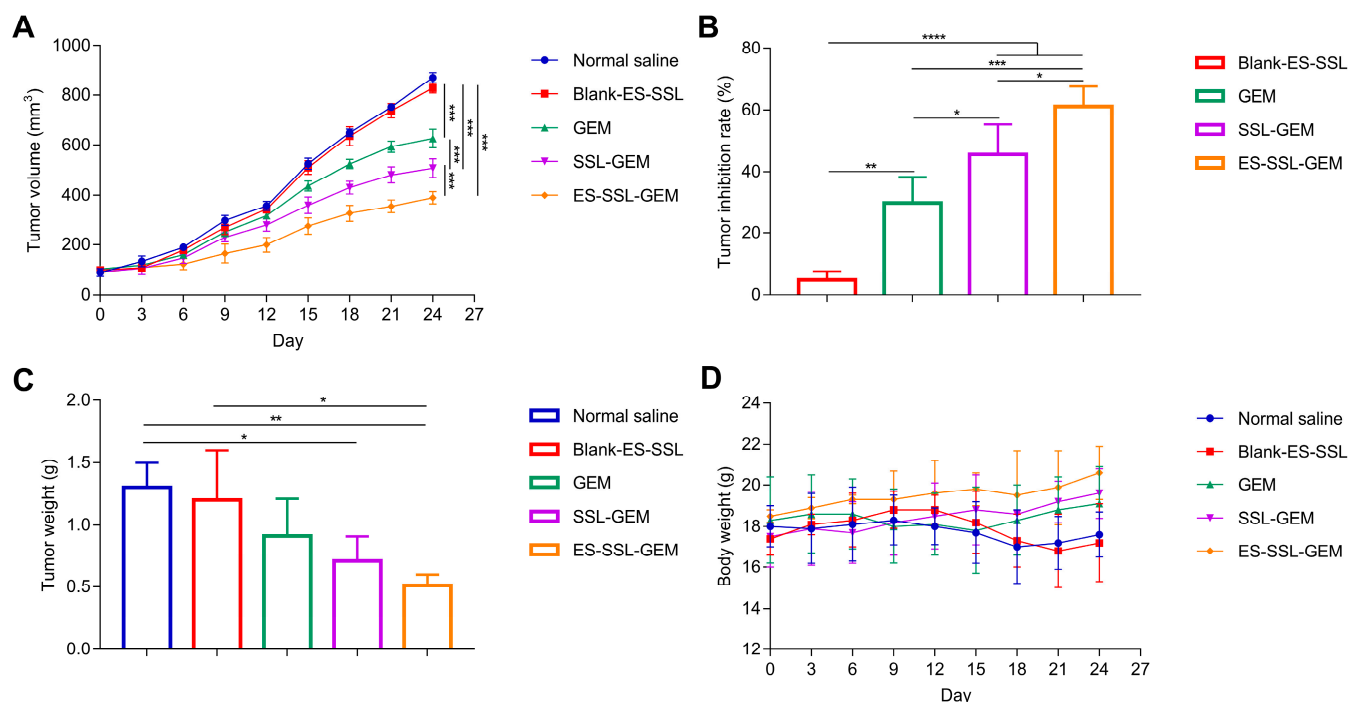 A
1000
800
600
400
200
0
Tumor volume (mm³)
0 3 6 9 12 15 18 21 24 27
Day
***
***
***
***
***
Normal saline
Blank-ES-SSL
GEM
SSL-GEM
ES-SSL-GEM
B
80
60
40
20
0
Tumor inhibition rate (%)
****
***
*
*
**
Blank-ES-SSL
GEM
SSL-GEM
ES-SSL-GEM
C
2.0
1.5
1.0
0.5
0.0
Tumor weight (g)
*
**
*
Normal saline
Blank-ES-SSL
GEM
SSL-GEM
ES-SSL-GEM
D
24
22
20
18
16
14
12
Body weight (g)
0 3 6 9 12 15 18 21 24 27
Day
Normal saline
Blank-ES-SSL
GEM
SSL-GEM
ES-SSL-GEM